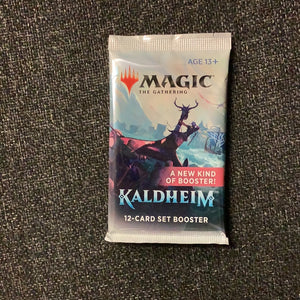 AGE 13+
MAGIC
THE GATHERING
A NEW KIND
OF BOOSTER!
KALDHEIM
12-CARD SET BOOSTER